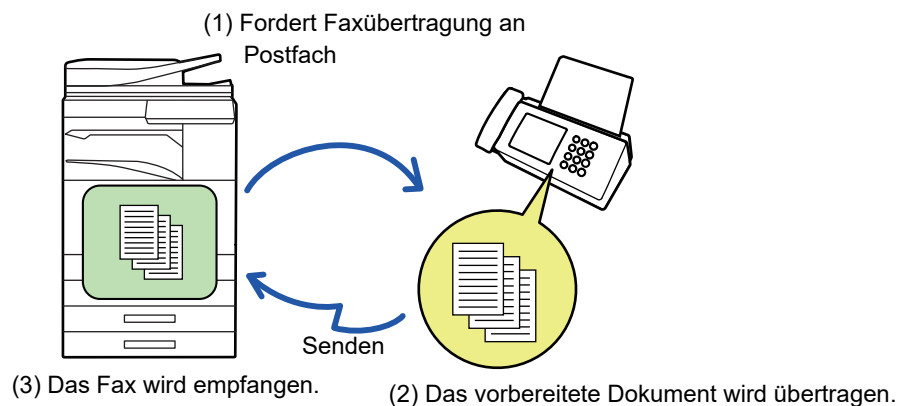 (1) Fordert Faxübertragung an
Postfach
Senden
(3) Das Fax wird empfangen.
(2) Das vorbereitete Dokument wird übertragen.